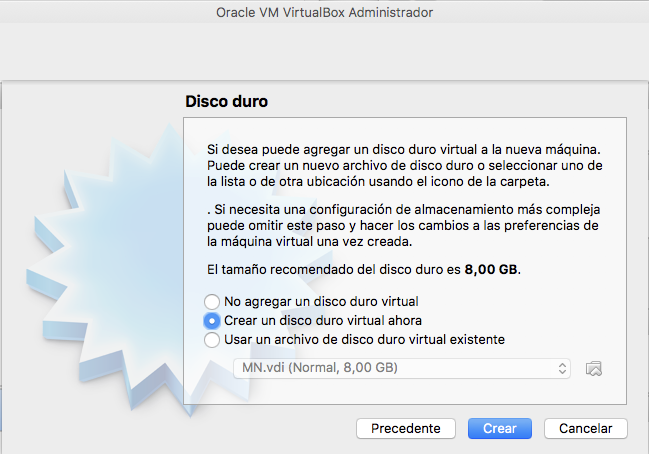 Oracle VM VirtualBox Administrador
Disco duro
Si desea puede agregar un disco duro virtual a la nueva máquina.
Puede crear un nuevo archivo de disco duro o seleccionar uno de
la lista o de otra ubicación usando el icono de la carpeta.
. Si necesita una configuración de almacenamiento más compleja
puede omitir este paso y hacer los cambios a las preferencias de
la máquina virtual una vez creada.
El tamaño recomendado del disco duro es 8,00 GB.
No agregar un disco duro virtual
Crear un disco duro virtual ahora
Usar un archivo de disco duro virtual existente
MN.vdi (Normal, 8,00 GB)
Precedente
Crear
Cancelar